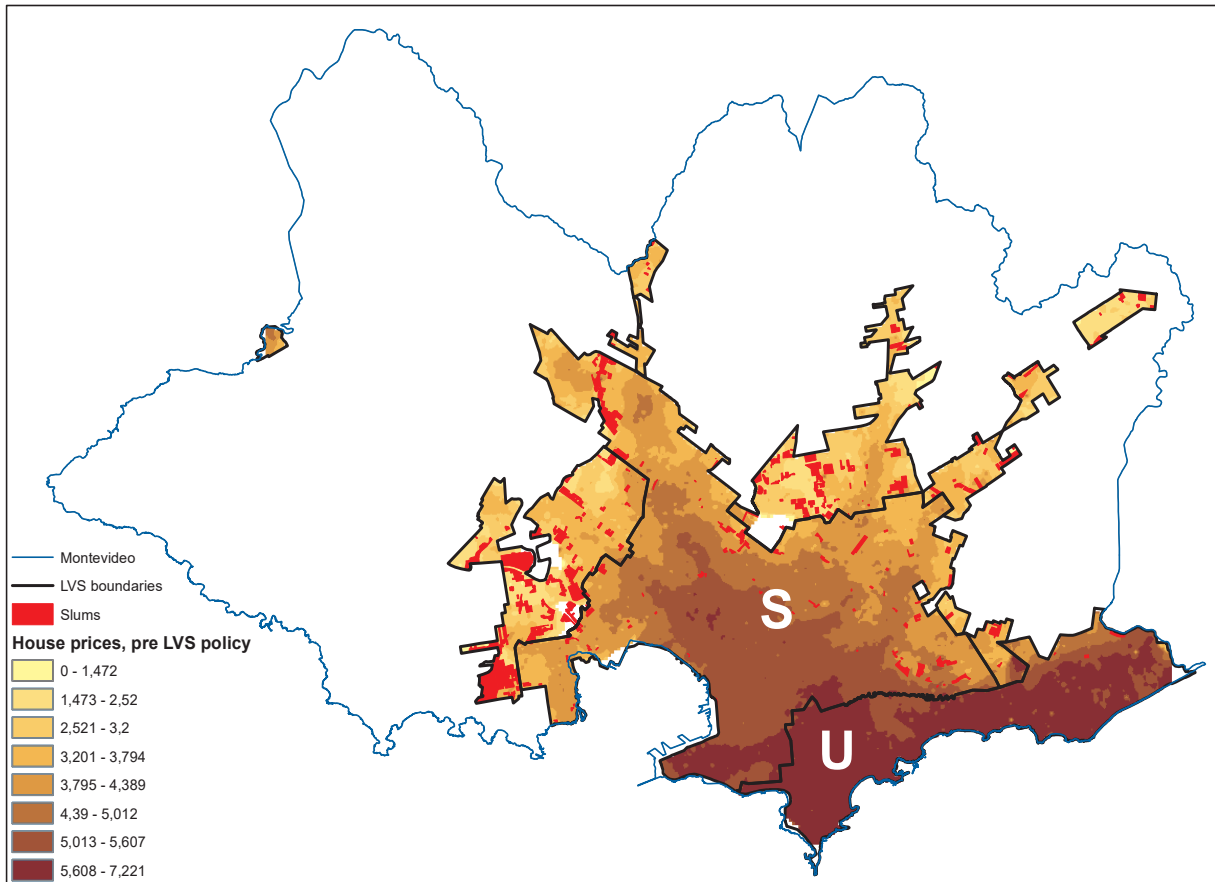 S
U
Montevideo
LVS boundaries
Slums
House prices, pre LVS policy
0 - 1,472
1,473 - 2,52
2,521 - 3,2
3,201 - 3,794
3,795 - 4,389
4,39 - 5,012
5,013 - 5,607
5,608 - 7,221